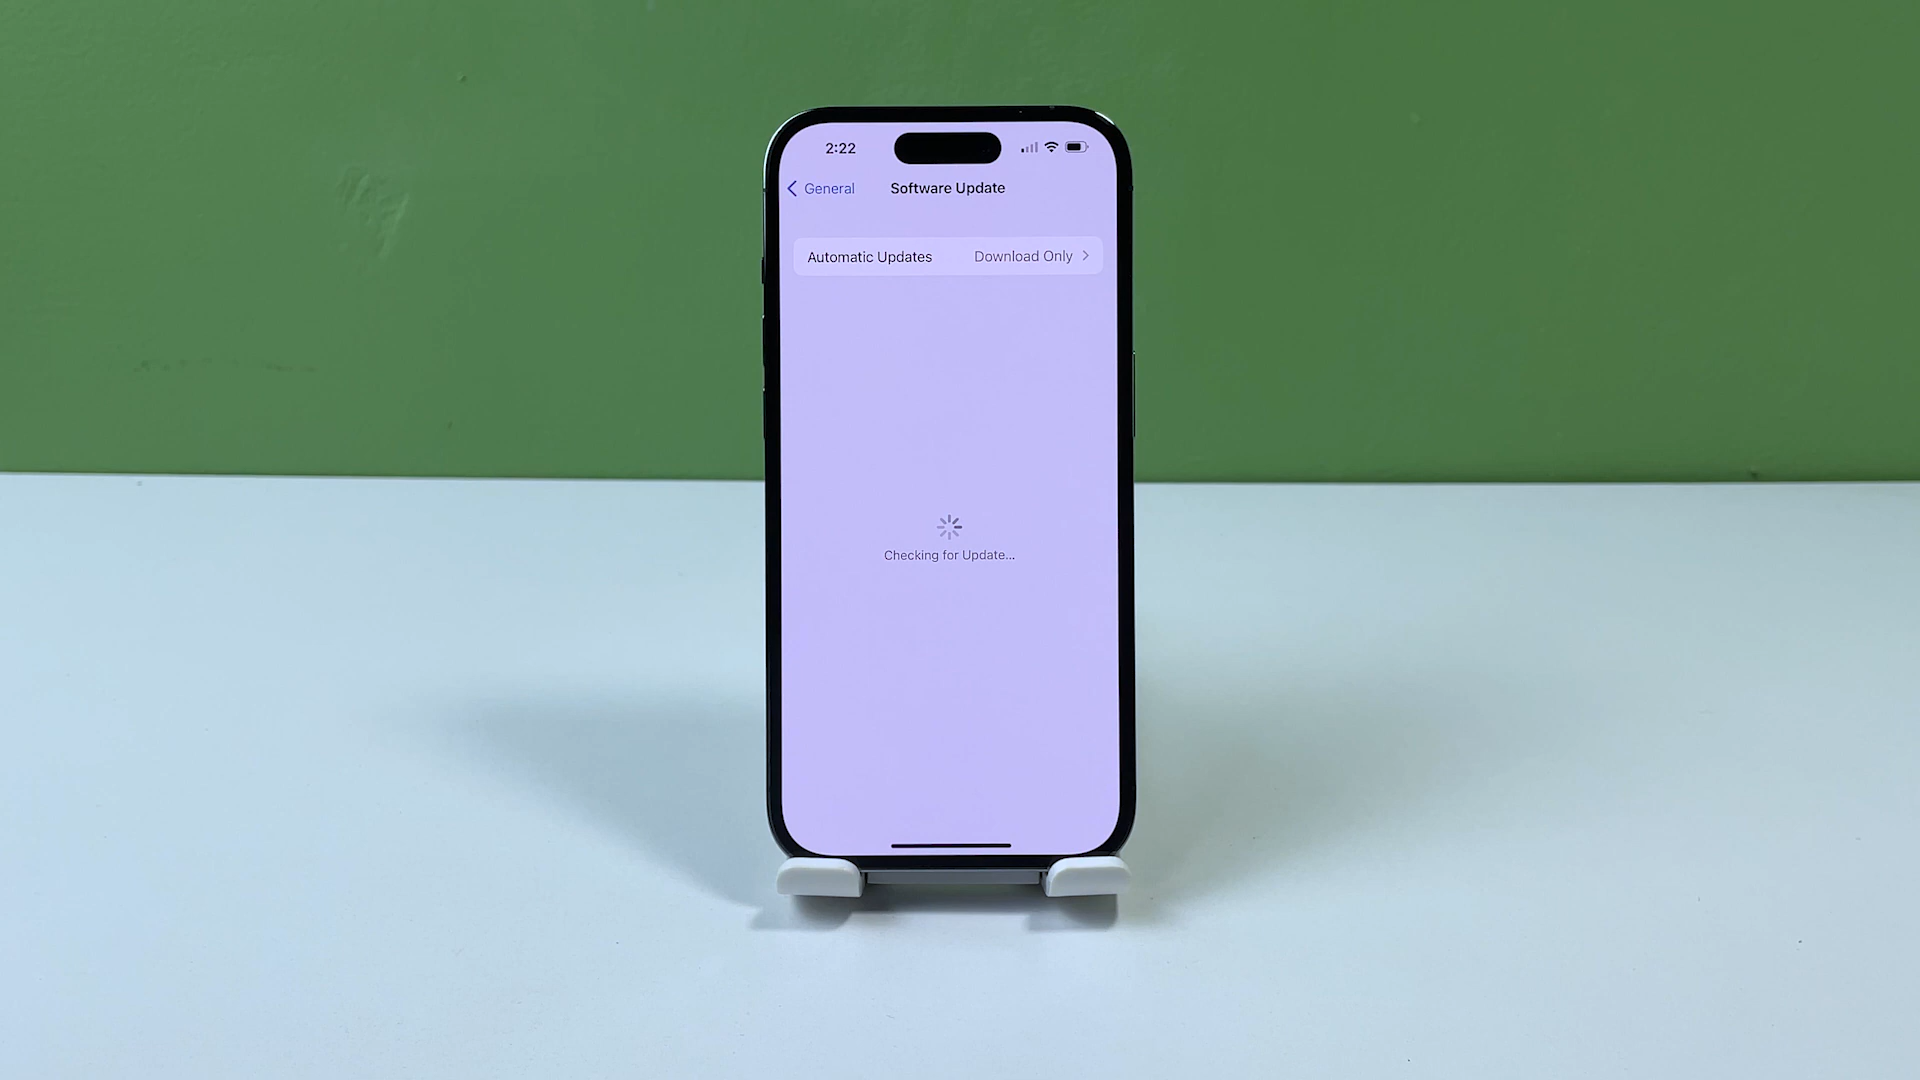 2:22
General
Software Update
Automatic Updates Download Only
Checking for Update...